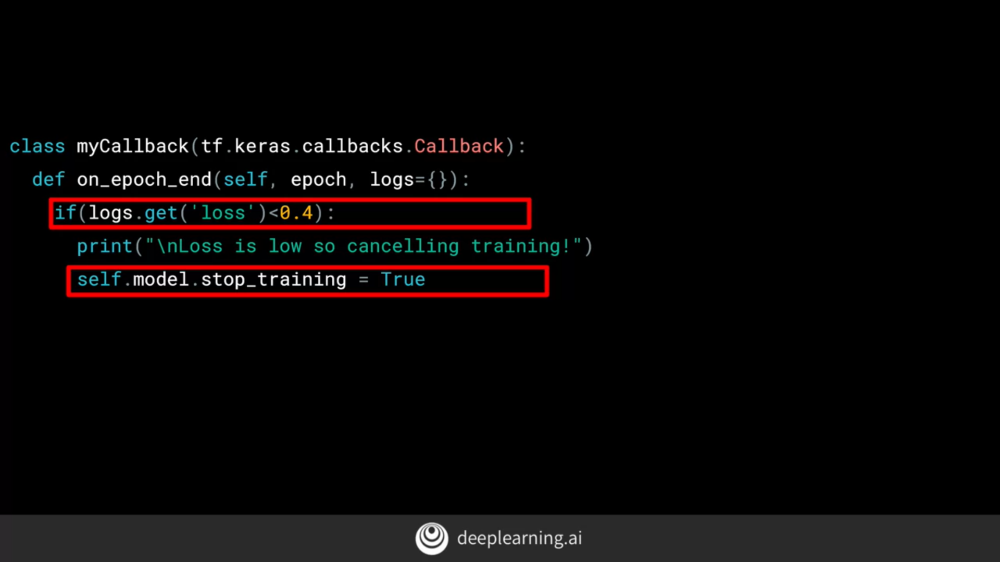 class myCallback(tf.keras.callbacks.Callback):
  def on_epoch_end(self, epoch, logs={}):
    if(logs.get('loss')<0.4):
      print("\nLoss is low so cancelling training!")
      self.model.stop_training = True
deeplearning.ai